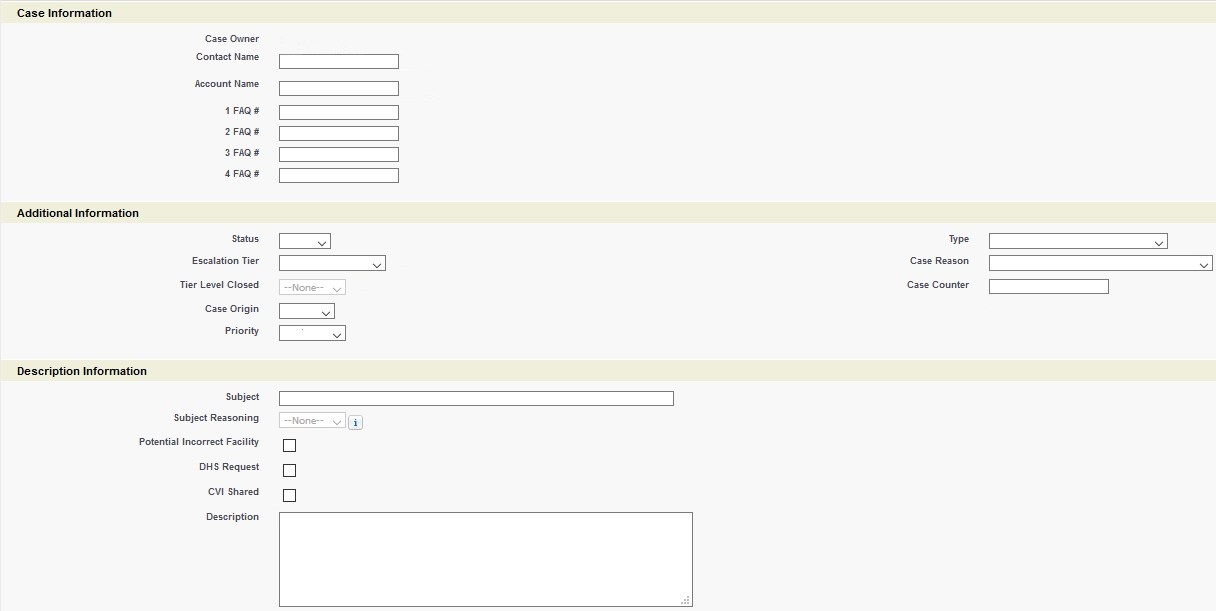 Case Information
Case Owner
Contact Name
Account Name
1 FAQ #
2 FAQ #
3 FAQ #
4 FAQ #
Additional Information
Status
Type
Escalation Tier
Case Reason
Tier Level Closed --None--
Case Counter
Case Origin
Priority
Description Information
Subject
Subject Reasoning --None-- i
Potential Incorrect Facility
DHS Request
CVI Shared
Description